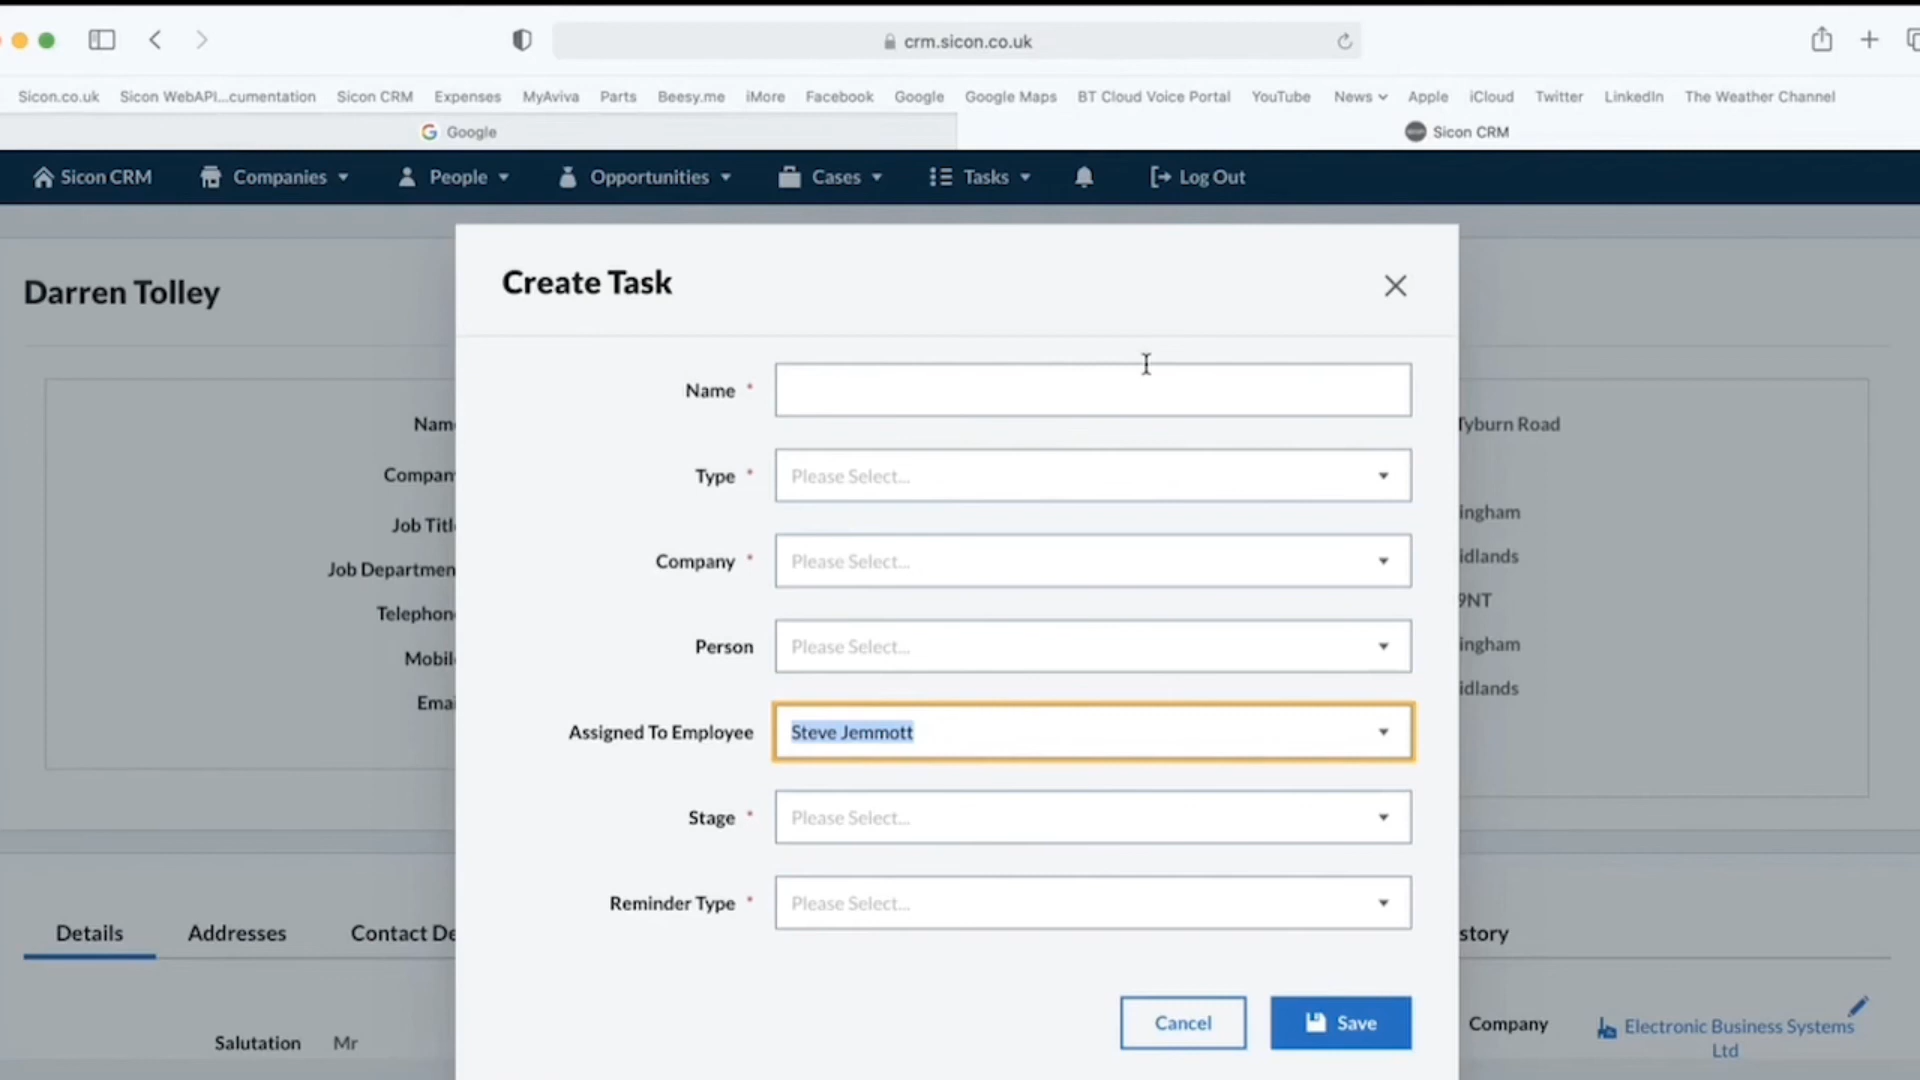 crm.sicon.co.uk
Sicon.co.uk Sicon WebAPI...cumentation Sicon CRM Expenses MyAviva Parts Beesy.me iMore Facebook Google Google Maps BT Cloud Voice Portal YouTube News Apple iCloud Twitter LinkedIn The Weather Channel
Google Sicon CRM
Sicon CRM Companies People Opportunities Cases Tasks Log Out
Darren Tolley
Create Task
Name *
Type * Please Select...
Company * Please Select...
Person Please Select...
Assigned To Employee Steve Jemmott
Stage * Please Select...
Reminder Type * Please Select...
Cancel Save
Nam
Compan
Job Titl
Job Departmen
Telephon
Mobil
Emai
Tyburn Road
ingham
idlands
9NT
ingham
idlands
Details Addresses Contact De story
Salutation Mr
Company Electronic Business Systems
Ltd